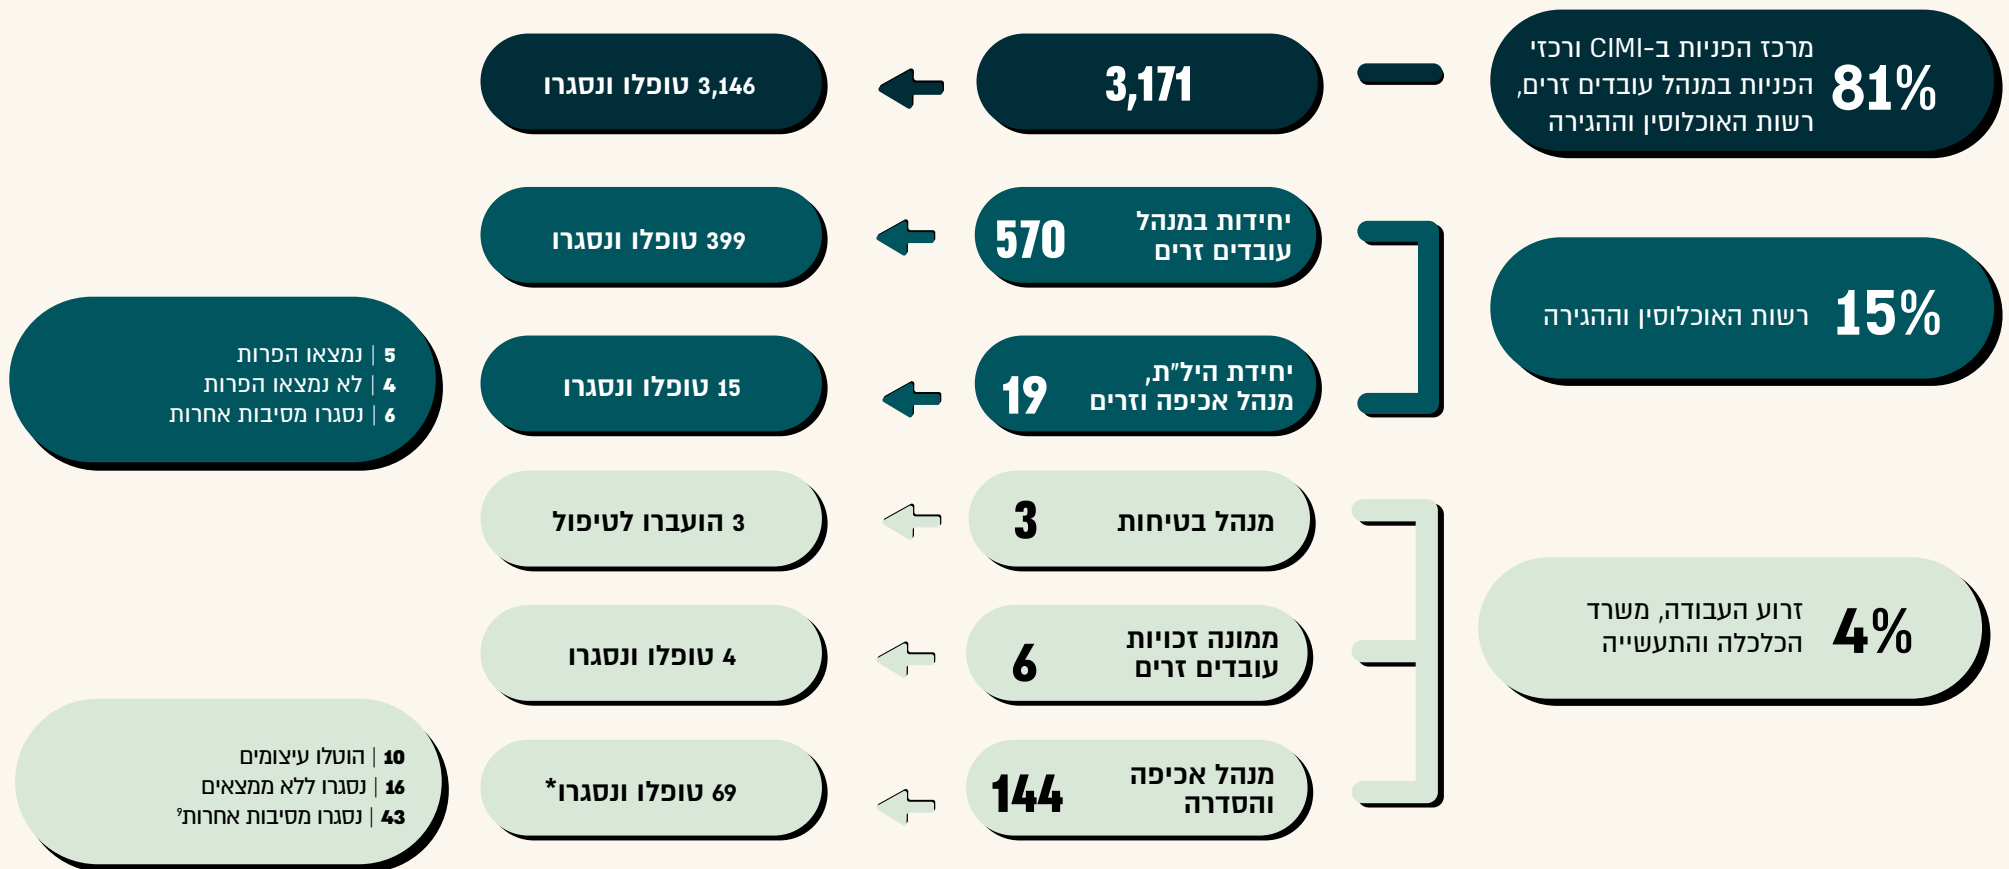 81%
מרכז הפניות ב-CIMI ורכזי
הפניות במנהל עובדים זרים,
רשות האוכלוסין וההגירה
3,171
3,146 טופלו ונסגרו
15%
רשות האוכלוסין וההגירה
יחידות במנהל
עובדים זרים
570
399 טופלו ונסגרו
יחידת היל"ת,
מנהל אכיפה וזרים
19
15 טופלו ונסגרו
5 | נמצאו הפרות
4 | לא נמצאו הפרות
6 | נסגרו מסיבות אחרות
4%
זרוע העבודה, משרד
הכלכלה והתעשייה
מנהל בטיחות
3
3 הועברו לטיפול
ממונה זכויות
עובדים זרים
6
4 טופלו ונסגרו
מנהל אכיפה
והסדרה
144
69 טופלו ונסגרו*
10 | הוטלו עיצומים
16 | נסגרו ללא ממצאים
43 | נסגרו מסיבות אחרות⁹